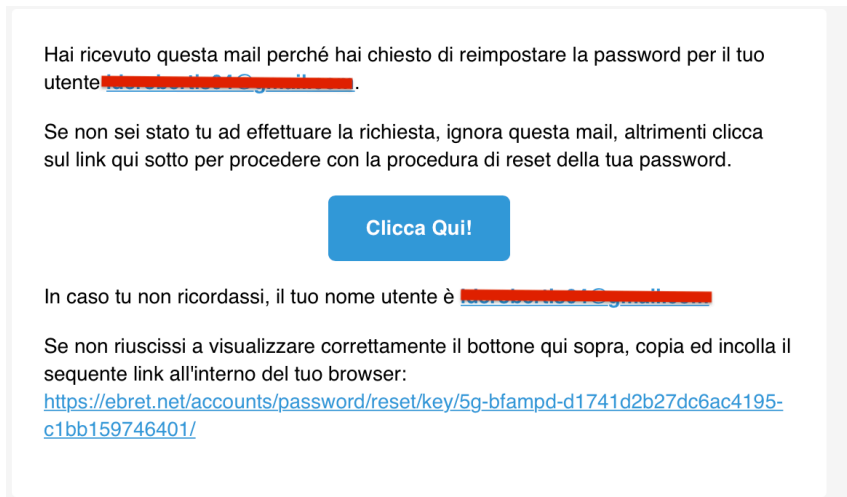 Hai ricevuto questa mail perché hai chiesto di reimpostare la password per il tuo
utente .
Se non sei stato tu ad effettuare la richiesta, ignora questa mail, altrimenti clicca
sul link qui sotto per procedere con la procedura di reset della tua password.
Clicca Qui!
In caso tu non ricordassi, il tuo nome utente è
Se non riuscissi a visualizzare correttamente il bottone qui sopra, copia ed incolla il
sequente link all'interno del tuo browser:
https://ebret.net/accounts/password/reset/key/5g-bfampd-d1741d2b27dc6ac4195-
c1bb159746401/